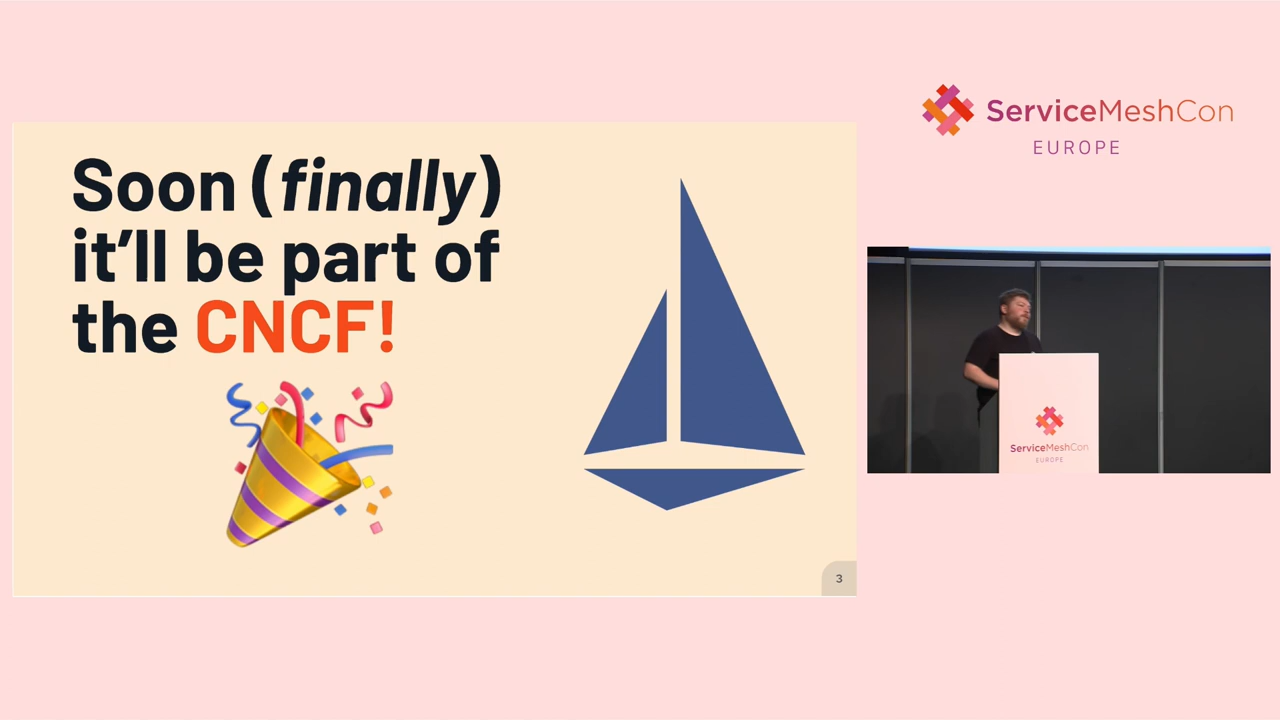 Soon (finally)
it’ll be part of
the CNCF!
3
ServiceMeshCon
EUROPE
ServiceMeshCon
EUROPE